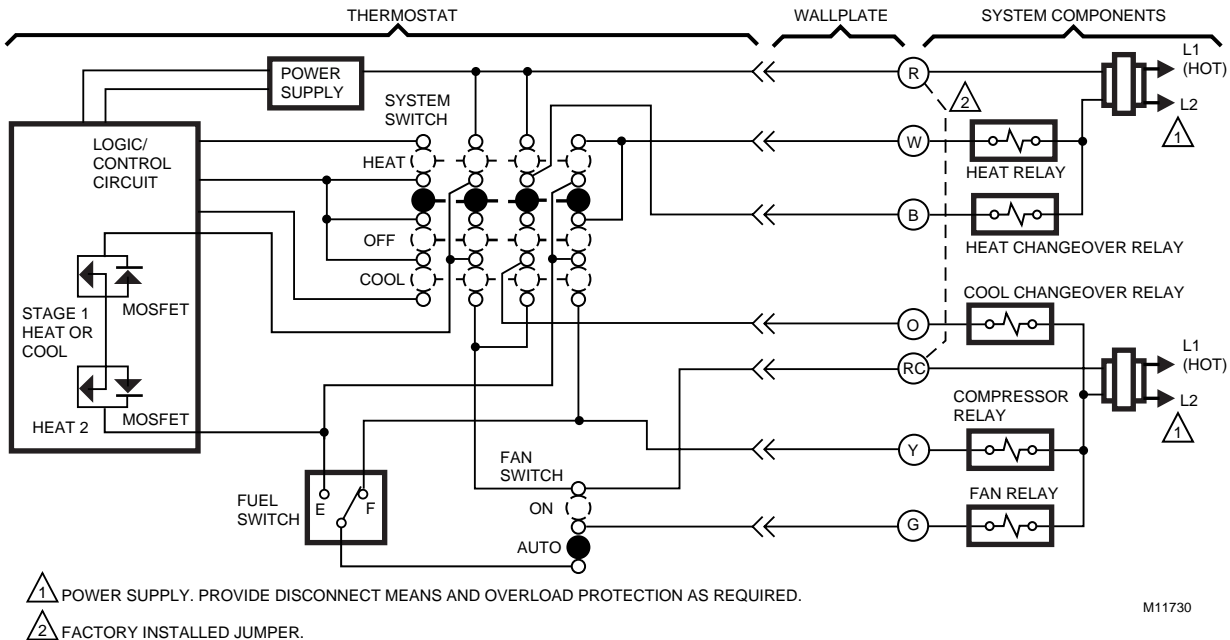 THERMOSTAT
WALLPLATE
SYSTEM COMPONENTS
POWER
SUPPLY
R
L1
(HOT)
2
L2
1
SYSTEM
SWITCH
LOGIC/
CONTROL
CIRCUIT
HEAT
W
HEAT RELAY
B
HEAT CHANGEOVER RELAY
OFF
COOL
MOSFET
STAGE 1
HEAT OR
COOL
COOL CHANGEOVER RELAY
O
RC
L1
(HOT)
L2
1
MOSFET
HEAT 2
COMPRESSOR
RELAY
Y
FAN
SWITCH
FUEL
SWITCH
E
F
ON
AUTO
FAN RELAY
G
1 POWER SUPPLY. PROVIDE DISCONNECT MEANS AND OVERLOAD PROTECTION AS REQUIRED.
2 FACTORY INSTALLED JUMPER.
M11730